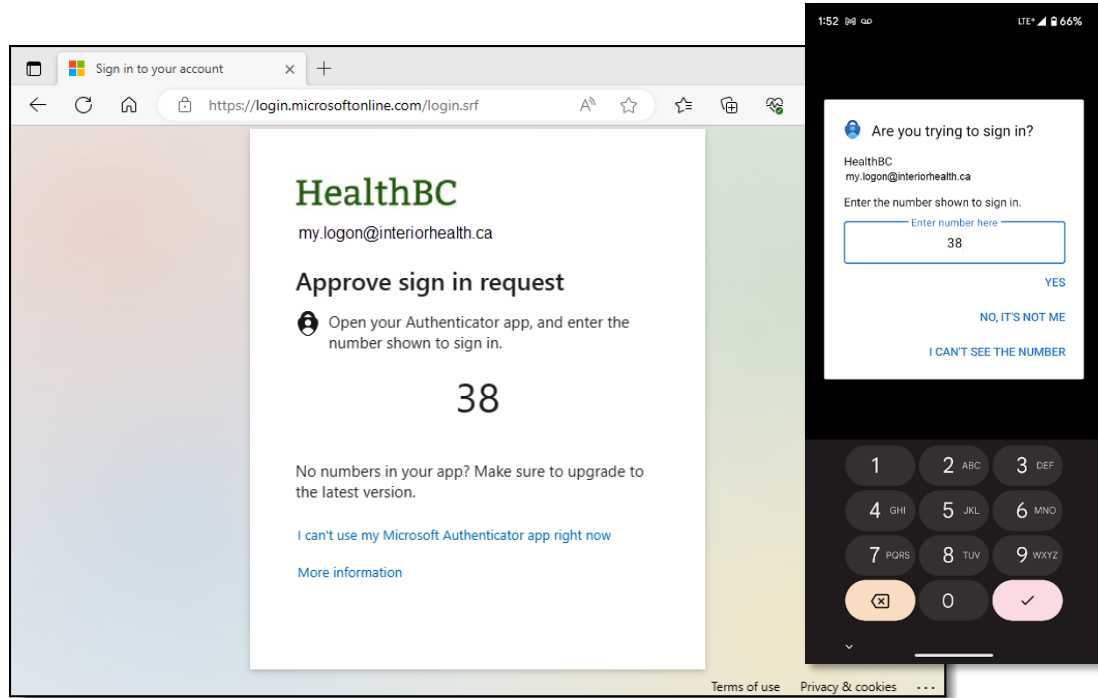 Sign in to your account
https://login.microsoftonline.com/login.srf
HealthBC
my.logon@interiorhealth.ca
Approve sign in request
Open your Authenticator app, and enter the
number shown to sign in.
38
No numbers in your app? Make sure to upgrade to
the latest version.
I can't use my Microsoft Authenticator app right now
More information
Terms of use Privacy & cookies ...
1:52 LTE+ 66%
Are you trying to sign in?
HealthBC
my.logon@interiorhealth.ca
Enter the number shown to sign in.
Enter number here
38
YES
NO, IT'S NOT ME
I CAN'T SEE THE NUMBER
1 2 ABC 3 DEF
4 GHI 5 JKL 6 MNO
7 PQRS 8 TUV 9 WXYZ
0